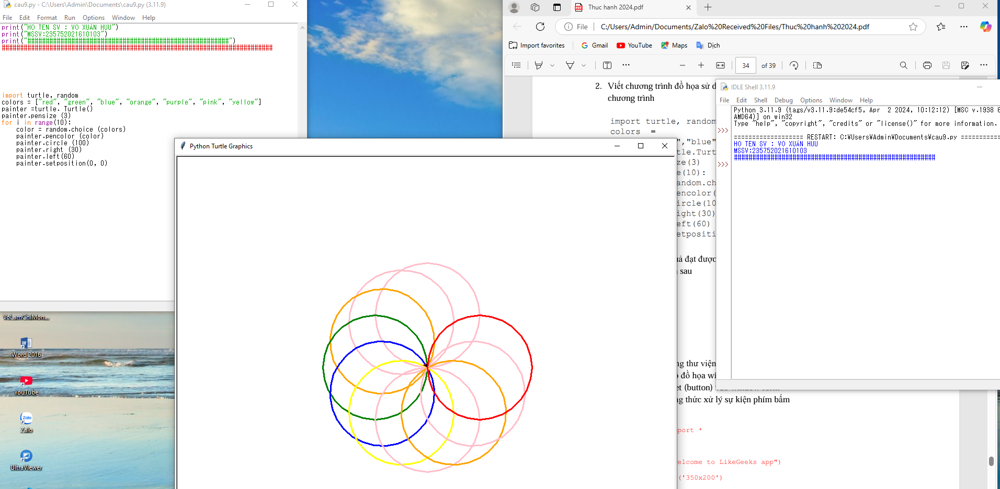 cau9.py - C:\Users\Admin\Documents\cau9.py (3.11.9)
File Edit Format Run Options Window Help
print("HO TEN SV : VO XUÂN HUU")
print("MSSV:235752021610103")
print("#######################################################")
##########################################################################
import turtle, random
colors = ["red", "green", "blue", "orange", "purple", "pink", "yellow"]
painter =turtle. Turtle()
painter.pensize (3)
for i in range(10):
    color = random.choice (colors)
    painter.pencolor (color)
    painter.circle (100)
    painter.right (30)
    painter.left(60)
    painter.setposition(0, 0)
Python Turtle Graphics
VoLamChiMon...
Word 2016
YouTube
Zalo
UltraViewer
Thuc hanh 2024.pdf
File C:/Users/Admin/Documents/Zalo%20Received%20Files/Thuc%20hanh%202024.pdf
Import favorites Gmail YouTube Maps Dịch
34 of 39
2. Viết chương trình đồ họa sử d
chương trình
import turtle, random
colors =
","blue"
tle.Turt
ze(3)
e(10):
andom.ch
encolor(
ircle(10
ight(30)
eft(60)
etpositi
uả đạt được
sau
ng thư viện
đồ họa wi
et (button)
ng thức xử lý sự kiện phím bấm
port *
elcome to LikeGeeks app")
('350x200')
IDLE Shell 3.11.9
File Edit Shell Debug Options Window Help
Python 3.11.9 (tags/v3.11.9:de54cf5, Apr  2 2024, 10:12:12) [MSC v.1938 6
AMD64)] on win32
Type "help", "copyright", "credits" or "license()" for more information.
>>>
=================== RESTART: C:¥Users¥Admin¥Documents¥cau9.py ===========
HO TEN SV : VO XUÂN HUU
MSSV:235752021610103
#######################################################
>>>